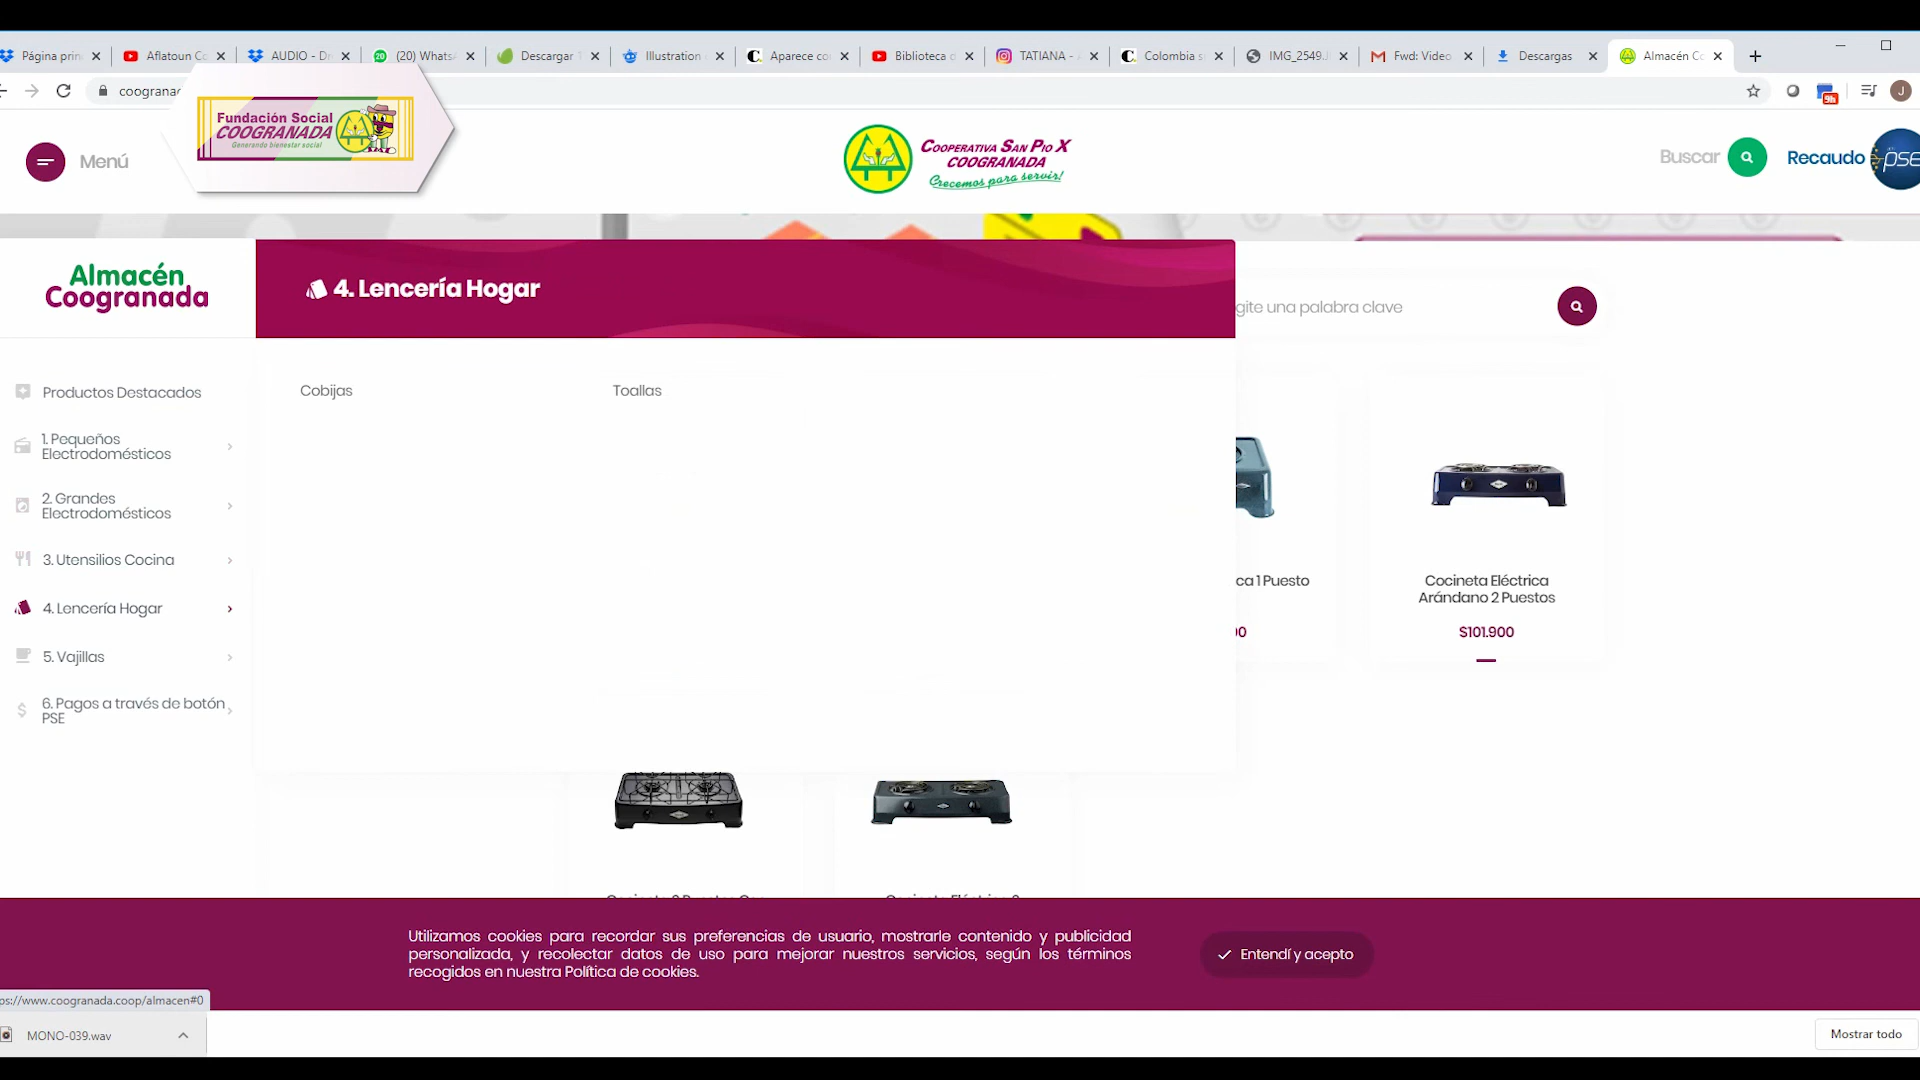 Página prin
Aflatoun Co
AUDIO - Dr
(20) Whats
Descargar 1
Illustration
Aparece co
Biblioteca d
TATIANA - 
Colombia s
IMG_2549.
Fwd: Video
Descargas
Almacén Co
coogranad
9h
J
Fundación Social
COOGRANADA
Generando bienestar social
Menú
COOPERATIVA SAN PIO X
COOGRANADA
Crecemos para servir!
Buscar
Recaudo
pse
Almacén
Coogranada
4. Lencería Hogar
gite una palabra clave
Cobijas
Toallas
Productos Destacados
1. Pequeños
Electrodomésticos
2. Grandes
Electrodomésticos
3. Utensilios Cocina
4. Lencería Hogar
5. Vajillas
6. Pagos a través de botón
PSE
ca 1 Puesto
00
Cocineta Eléctrica
Arándano 2 Puestos
$101.900
Utilizamos cookies para recordar sus preferencias de usuario, mostrarle contenido y publicidad
personalizada, y recolectar datos de uso para mejorar nuestros servicios, según los términos
recogidos en nuestra Política de cookies.
Entendí y acepto
ps://www.coogranada.coop/almacen#0
MONO-039.wav
Mostrar todo